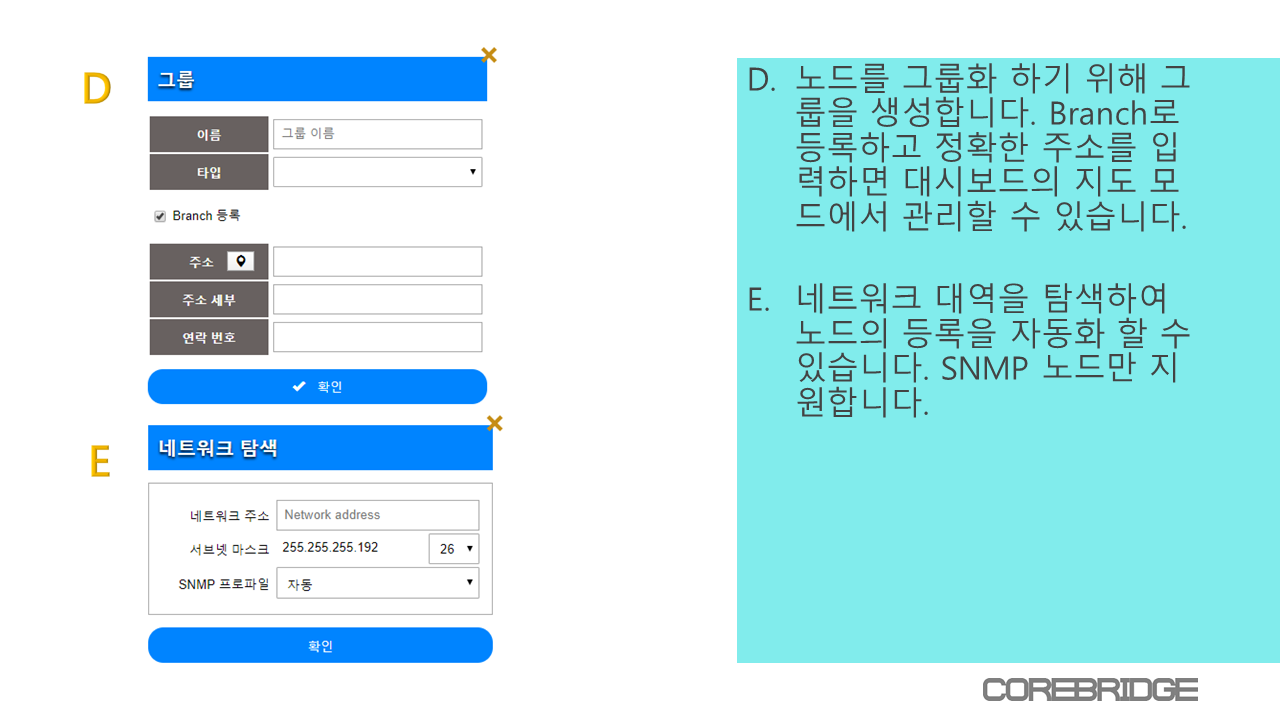 D
그룹
이름
그룹 이름
타입
Branch 등록
주소
주소 세부
연락 번호
확인
E
네트워크 탐색
네트워크 주소
Network address
서브넷 마스크
255.255.255.192
26
SNMP 프로파일
자동
확인
D. 노드를 그룹화 하기 위해 그
룹을 생성합니다. Branch로
등록하고 정확한 주소를 입
력하면 대시보드의 지도 모
드에서 관리할 수 있습니다.
E. 네트워크 대역을 탐색하여
노드의 등록을 자동화 할 수
있습니다. SNMP 노드만 지
원합니다.
COREBRIDGE